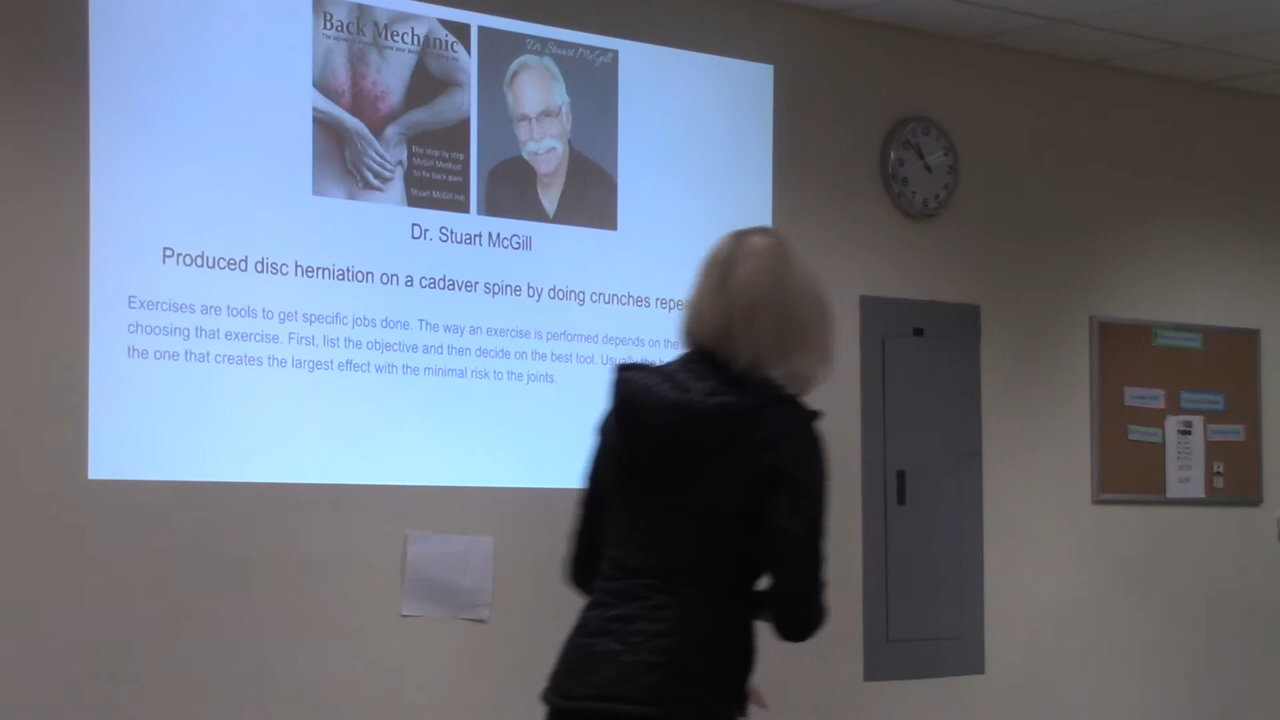 Back Mechanic
Dr. Stuart McGill
The step by step
McGill Method
to fix back pain
Stuart McGill PhD
Dr. Stuart McGill
Produced disc herniation on a cadaver spine by doing crunches repe
Exercises are tools to get specific jobs done. The way an exercise is performed depends on the
choosing that exercise. First, list the objective and then decide on the best tool. Usually the b
the one that creates the largest effect with the minimal risk to the joints.